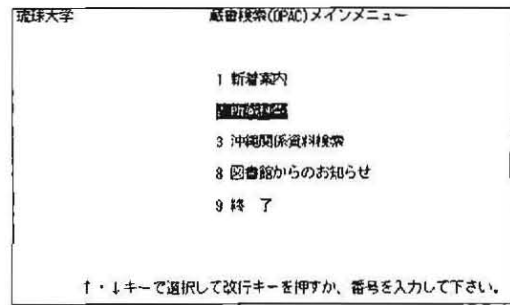 琉球大学 蔵書検索(OPAC)メインメニュー
1 新着案内
3 沖縄関係資料検索
8 図書館からのお知らせ
9 終 了
↑・↓キーで選択して改行キーを押すか、番号を入力して下さい。